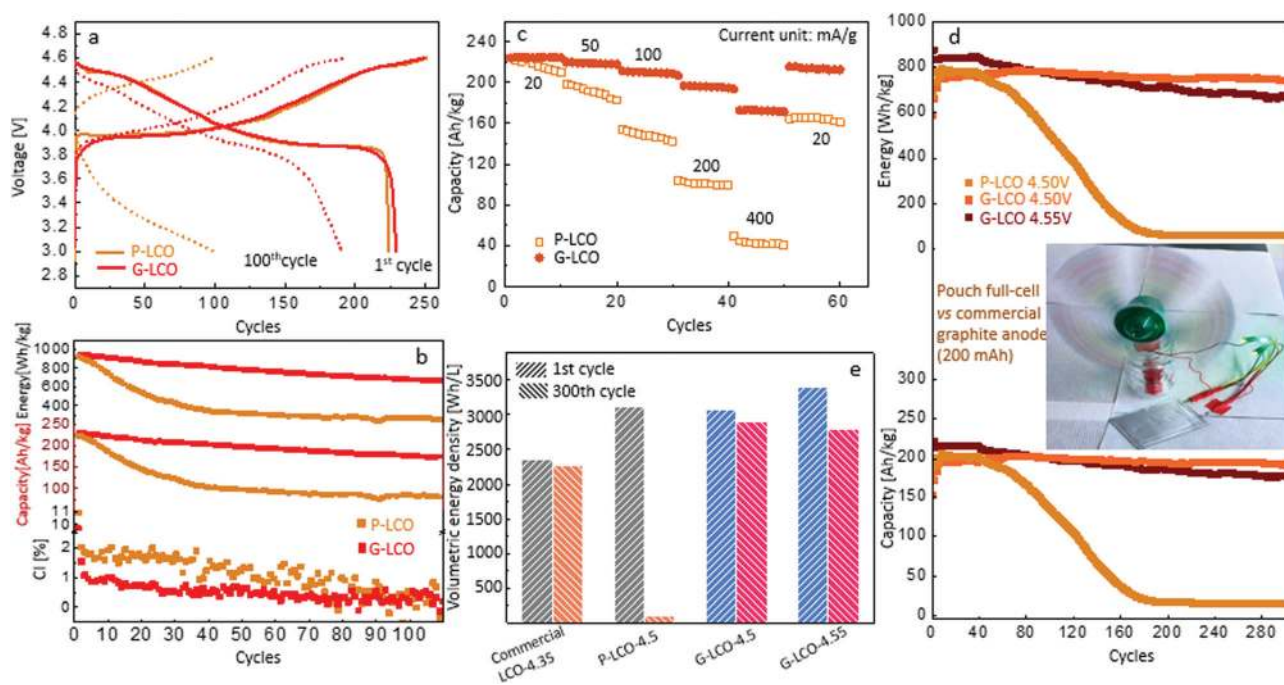 a
Voltage [V]
4.8
4.6
4.4
4.2
4.0
3.8
3.6
3.4
3.2
3.0
2.8
P-LCO
G-LCO
100th cycle
1st cycle
0 50 100 150 200 250
Cycles
b
Capacity[Ah/kg] Energy[Wh/kg]
1000
800
600
400
250
200
150
100
11
10
CI [%]
2
1
0
P-LCO
G-LCO
0 10 20 30 40 50 60 70 80 90 100
Cycles
c
Current unit: mA/g
Capacity [Ah/kg]
240
200
160
120
80
40
0
20
50
100
200
400
20
P-LCO
G-LCO
0 20 40 60
Cycles
e
Volumetric energy density [Wh/L]
3500
3000
2500
2000
1500
1000
500
1st cycle
300th cycle
Commercial
LCO-4.35
P-LCO-4.5
G-LCO-4.5
G-LCO-4.55
d
Energy [Wh/kg]
1000
800
600
400
200
0
P-LCO 4.50V
G-LCO 4.50V
G-LCO 4.55V
Pouch full-cell
vs commercial
graphite anode
(200 mAh)
Capacity [Ah/kg]
250
200
150
100
50
0
0 40 80 120 160 200 240 280
Cycles